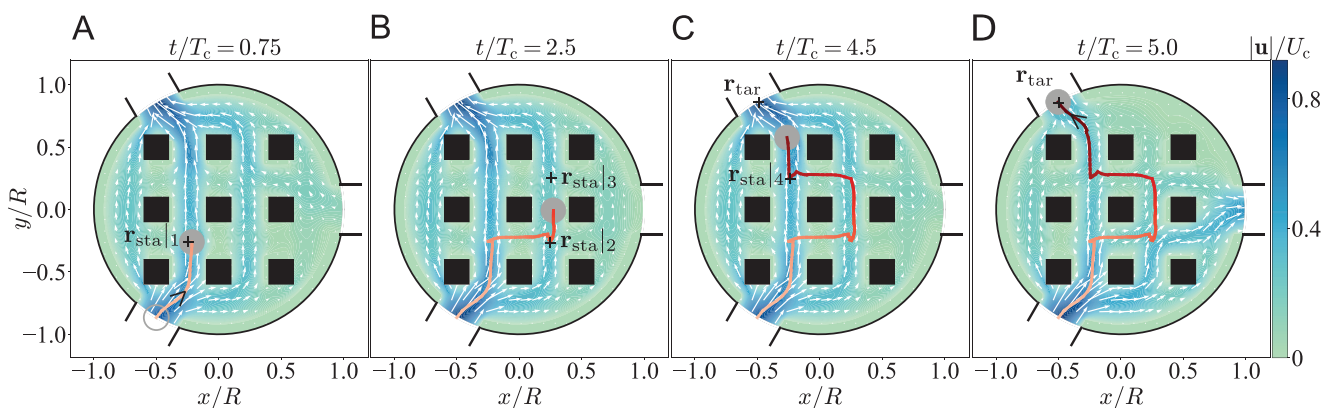 A B C D
t/T_c = 0.75 t/T_c = 2.5 t/T_c = 4.5 t/T_c = 5.0 |u|/U_c
1.0
0.5
0.0
−0.5
−1.0
y/R
r_sta|1
r_sta|3
r_sta|2
r_tar
r_sta|4
r_tar
0.8
0.4
0
−1.0 −0.5 0.0 0.5 1.0 −1.0 −0.5 0.0 0.5 1.0 −1.0 −0.5 0.0 0.5 1.0 −1.0 −0.5 0.0 0.5 1.0
x/R x/R x/R x/R